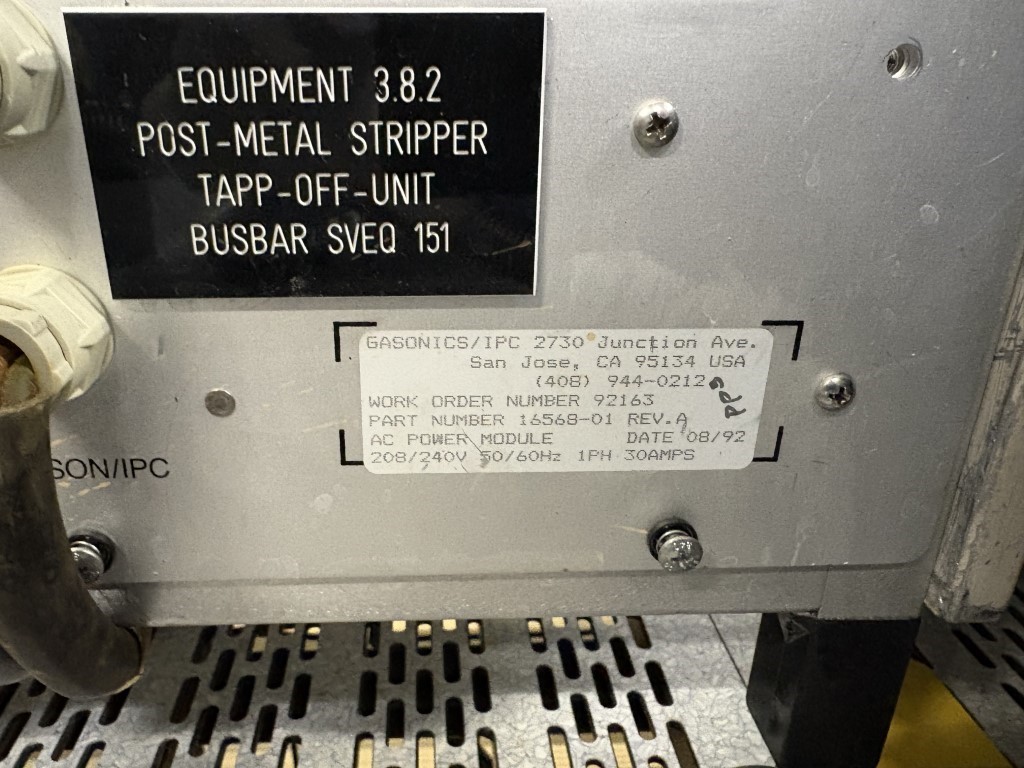 EQUIPMENT 3.8.2
POST-METAL STRIPPER
TAPP-OFF-UNIT
BUSBAR SVEQ 151
GASONICS/IPC 2730 Junction Ave.
San Jose, CA 95134 USA
(408) 944-0212
WORK ORDER NUMBER 92163
PART NUMBER 16568-01 REV.A
AC POWER MODULE DATE 08/92
208/240V 50/60Hz 1PH 30AMPS
SON/IPC